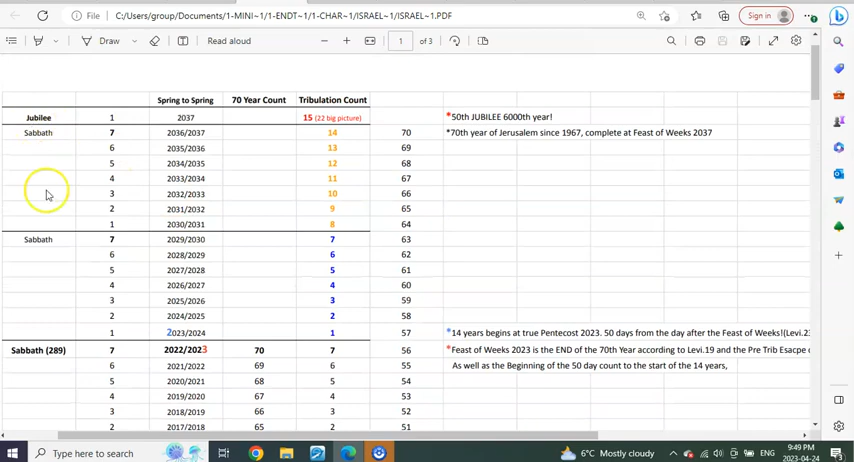 File C:/Users/group/Documents/1-MINI~1/1-ENDT~1/1-CHAR~1/ISRAEL~1/ISRAEL~1.PDF Sign in
Draw Read aloud 1 of 3
Spring to Spring 70 Year Count Tribulation Count
Jubilee 1 2037 15 (22 big picture) *50th JUBILEE 6000th year!
Sabbath 7 2036/2037 14 70 *70th year of Jerusalem since 1967, complete at Feast of Weeks 2037
6 2035/2036 13 69
5 2034/2035 12 68
4 2033/2034 11 67
3 2032/2033 10 66
2 2031/2032 9 65
1 2030/2031 8 64
Sabbath 7 2029/2030 7 63
6 2028/2029 6 62
5 2027/2028 5 61
4 2026/2027 4 60
3 2025/2026 3 59
2 2024/2025 2 58
1 2023/2024 1 57 *14 years begins at true Pentecost 2023. 50 days from the day after the Feast of Weeks!(Levi.23
Sabbath (289) 7 2022/2023 70 7 56 *Feast of Weeks 2023 is the END of the 70th Year according to Levi.19 and the Pre Trib Esacpe
6 2021/2022 69 6 55 As well as the Beginning of the 50 day count to the start of the 14 years,
5 2020/2021 68 5 54
4 2019/2020 67 4 53
3 2018/2019 66 3 52
2 2017/2018 65 2 51
Type here to search 6°C Mostly cloudy ENG 9:49 PM
2023-04-24